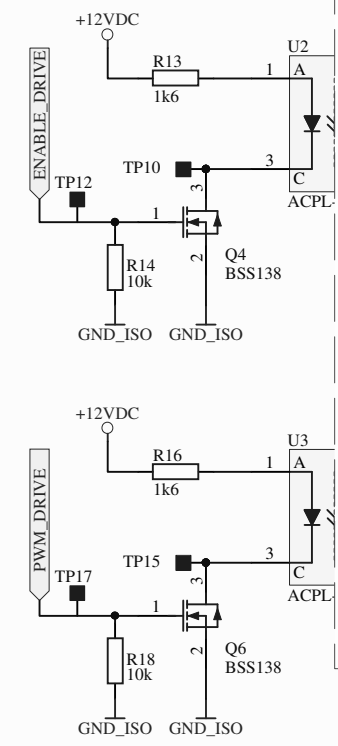 +12VDC
R13
1k6
1
U2
A
ENABLE_DRIVE
TP10
3
C
ACPL-
TP12
1
3
2
R14
10k
Q4
BSS138
GND_ISO
GND_ISO
+12VDC
R16
1k6
1
U3
A
PWM_DRIVE
TP15
3
C
ACPL-
TP17
1
3
2
R18
10k
Q6
BSS138
GND_ISO
GND_ISO